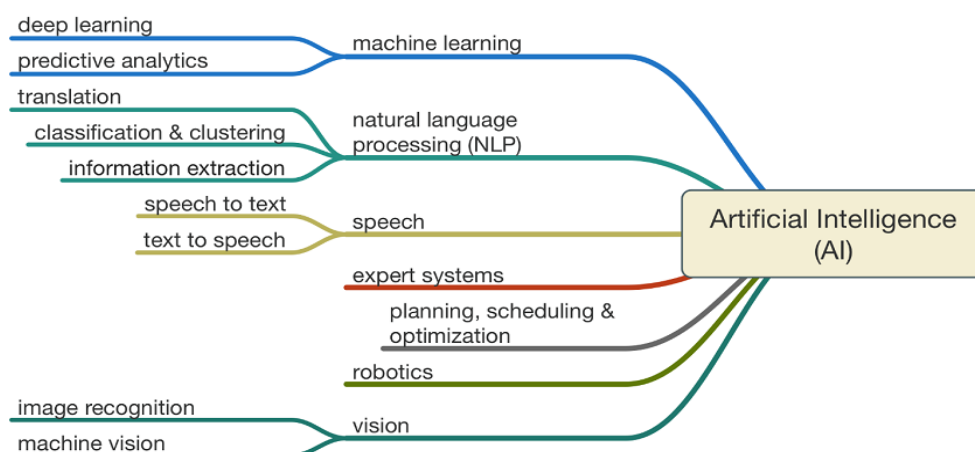 deep learning
machine learning
predictive analytics
translation
classification & clustering
information extraction
natural language
processing (NLP)
speech to text
text to speech
speech
expert systems
planning, scheduling &
optimization
robotics
image recognition
machine vision
vision
Artificial Intelligence
(AI)